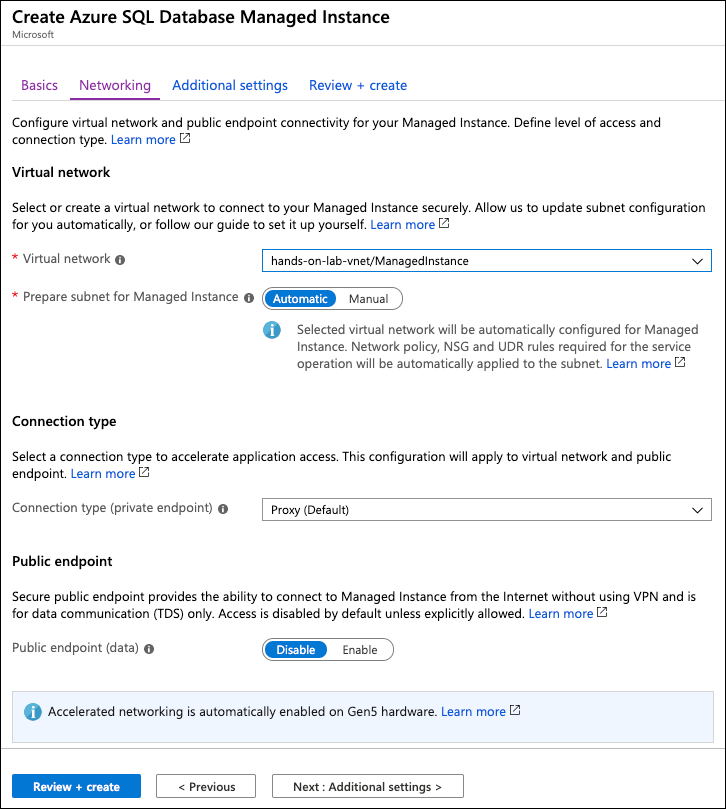 Create Azure SQL Database Managed Instance
Microsoft
Basics Networking Additional settings Review + create
Configure virtual network and public endpoint connectivity for your Managed Instance. Define level of access and
connection type. Learn more
Virtual network
Select or create a virtual network to connect to your Managed Instance securely. Allow us to update subnet configuration
for you automatically, or follow our guide to set it up yourself. Learn more
* Virtual network
hands-on-lab-vnet/ManagedInstance
* Prepare subnet for Managed Instance
Automatic Manual
Selected virtual network will be automatically configured for Managed
Instance. Network policy, NSG and UDR rules required for the service
operation will be automatically applied to the subnet. Learn more
Connection type
Select a connection type to accelerate application access. This configuration will apply to virtual network and public
endpoint. Learn more
Connection type (private endpoint)
Proxy (Default)
Public endpoint
Secure public endpoint provides the ability to connect to Managed Instance from the Internet without using VPN and is
for data communication (TDS) only. Access is disabled by default unless explicitly allowed. Learn more
Public endpoint (data)
Disable Enable
Accelerated networking is automatically enabled on Gen5 hardware. Learn more
Review + create < Previous Next : Additional settings >